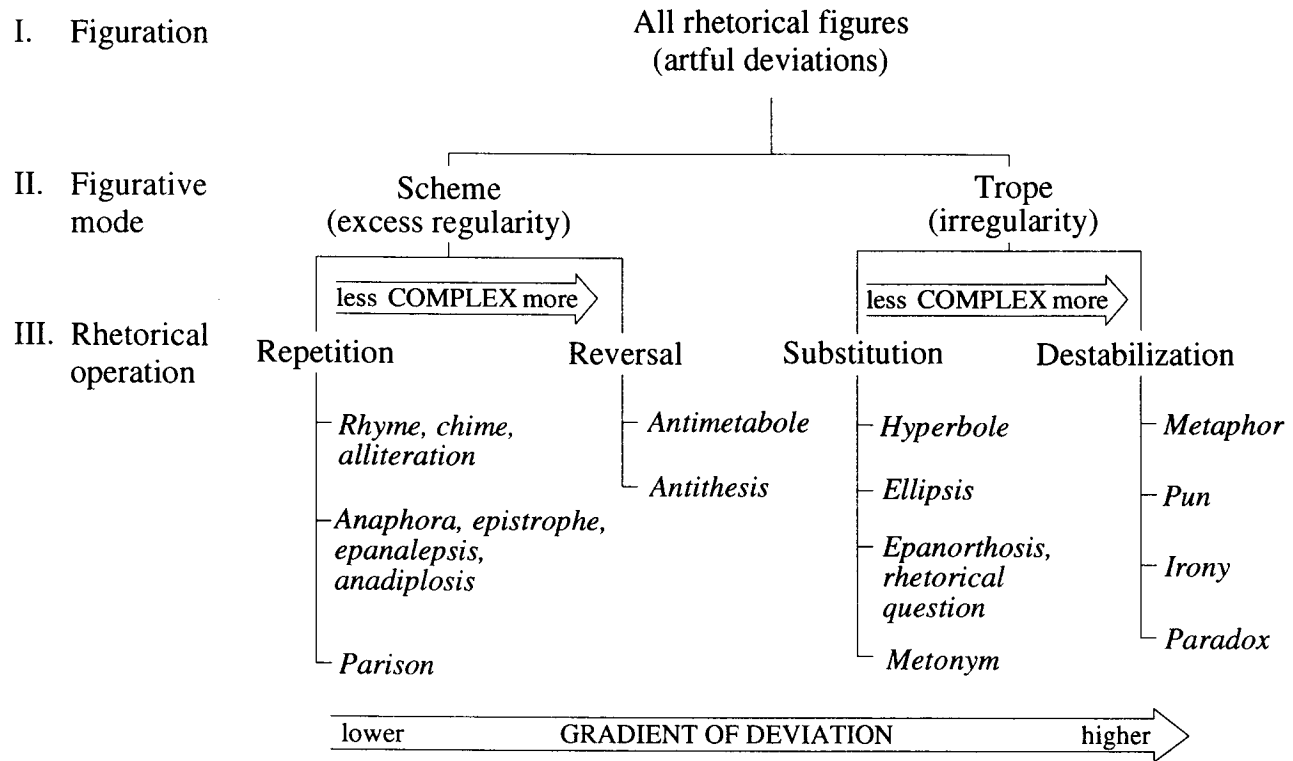 I. Figuration
All rhetorical figures
(artful deviations)
II. Figurative
mode
Scheme
(excess regularity)
Trope
(irregularity)
less COMPLEX more
less COMPLEX more
III. Rhetorical
operation
Repetition
Reversal
Substitution
Destabilization
Rhyme, chime,
alliteration
Anaphora, epistrophe,
epanalepsis,
anadiplosis
Parison
Antimetabole
Antithesis
Hyperbole
Ellipsis
Epanorthosis,
rhetorical
question
Metonym
Metaphor
Pun
Irony
Paradox
lower GRADIENT OF DEVIATION higher